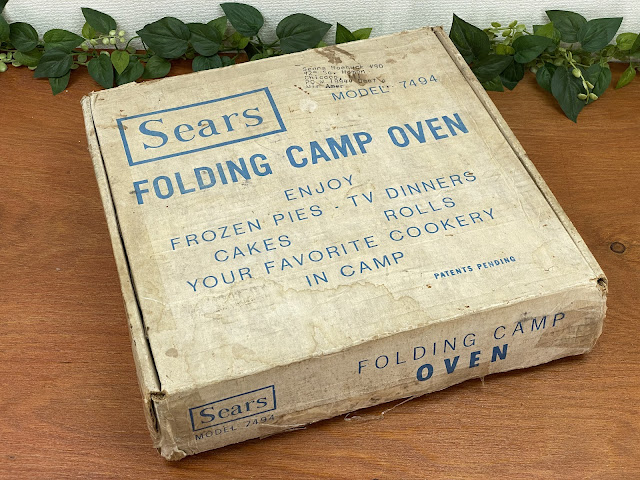 MODEL: 7494
Sears
FOLDING CAMP OVEN
ENJOY
FROZEN PIES - TV DINNERS
CAKES ROLLS
YOUR FAVORITE COOKERY
IN CAMP
PATENTS PENDING
FOLDING CAMP
OVEN
Sears
MODEL 7494